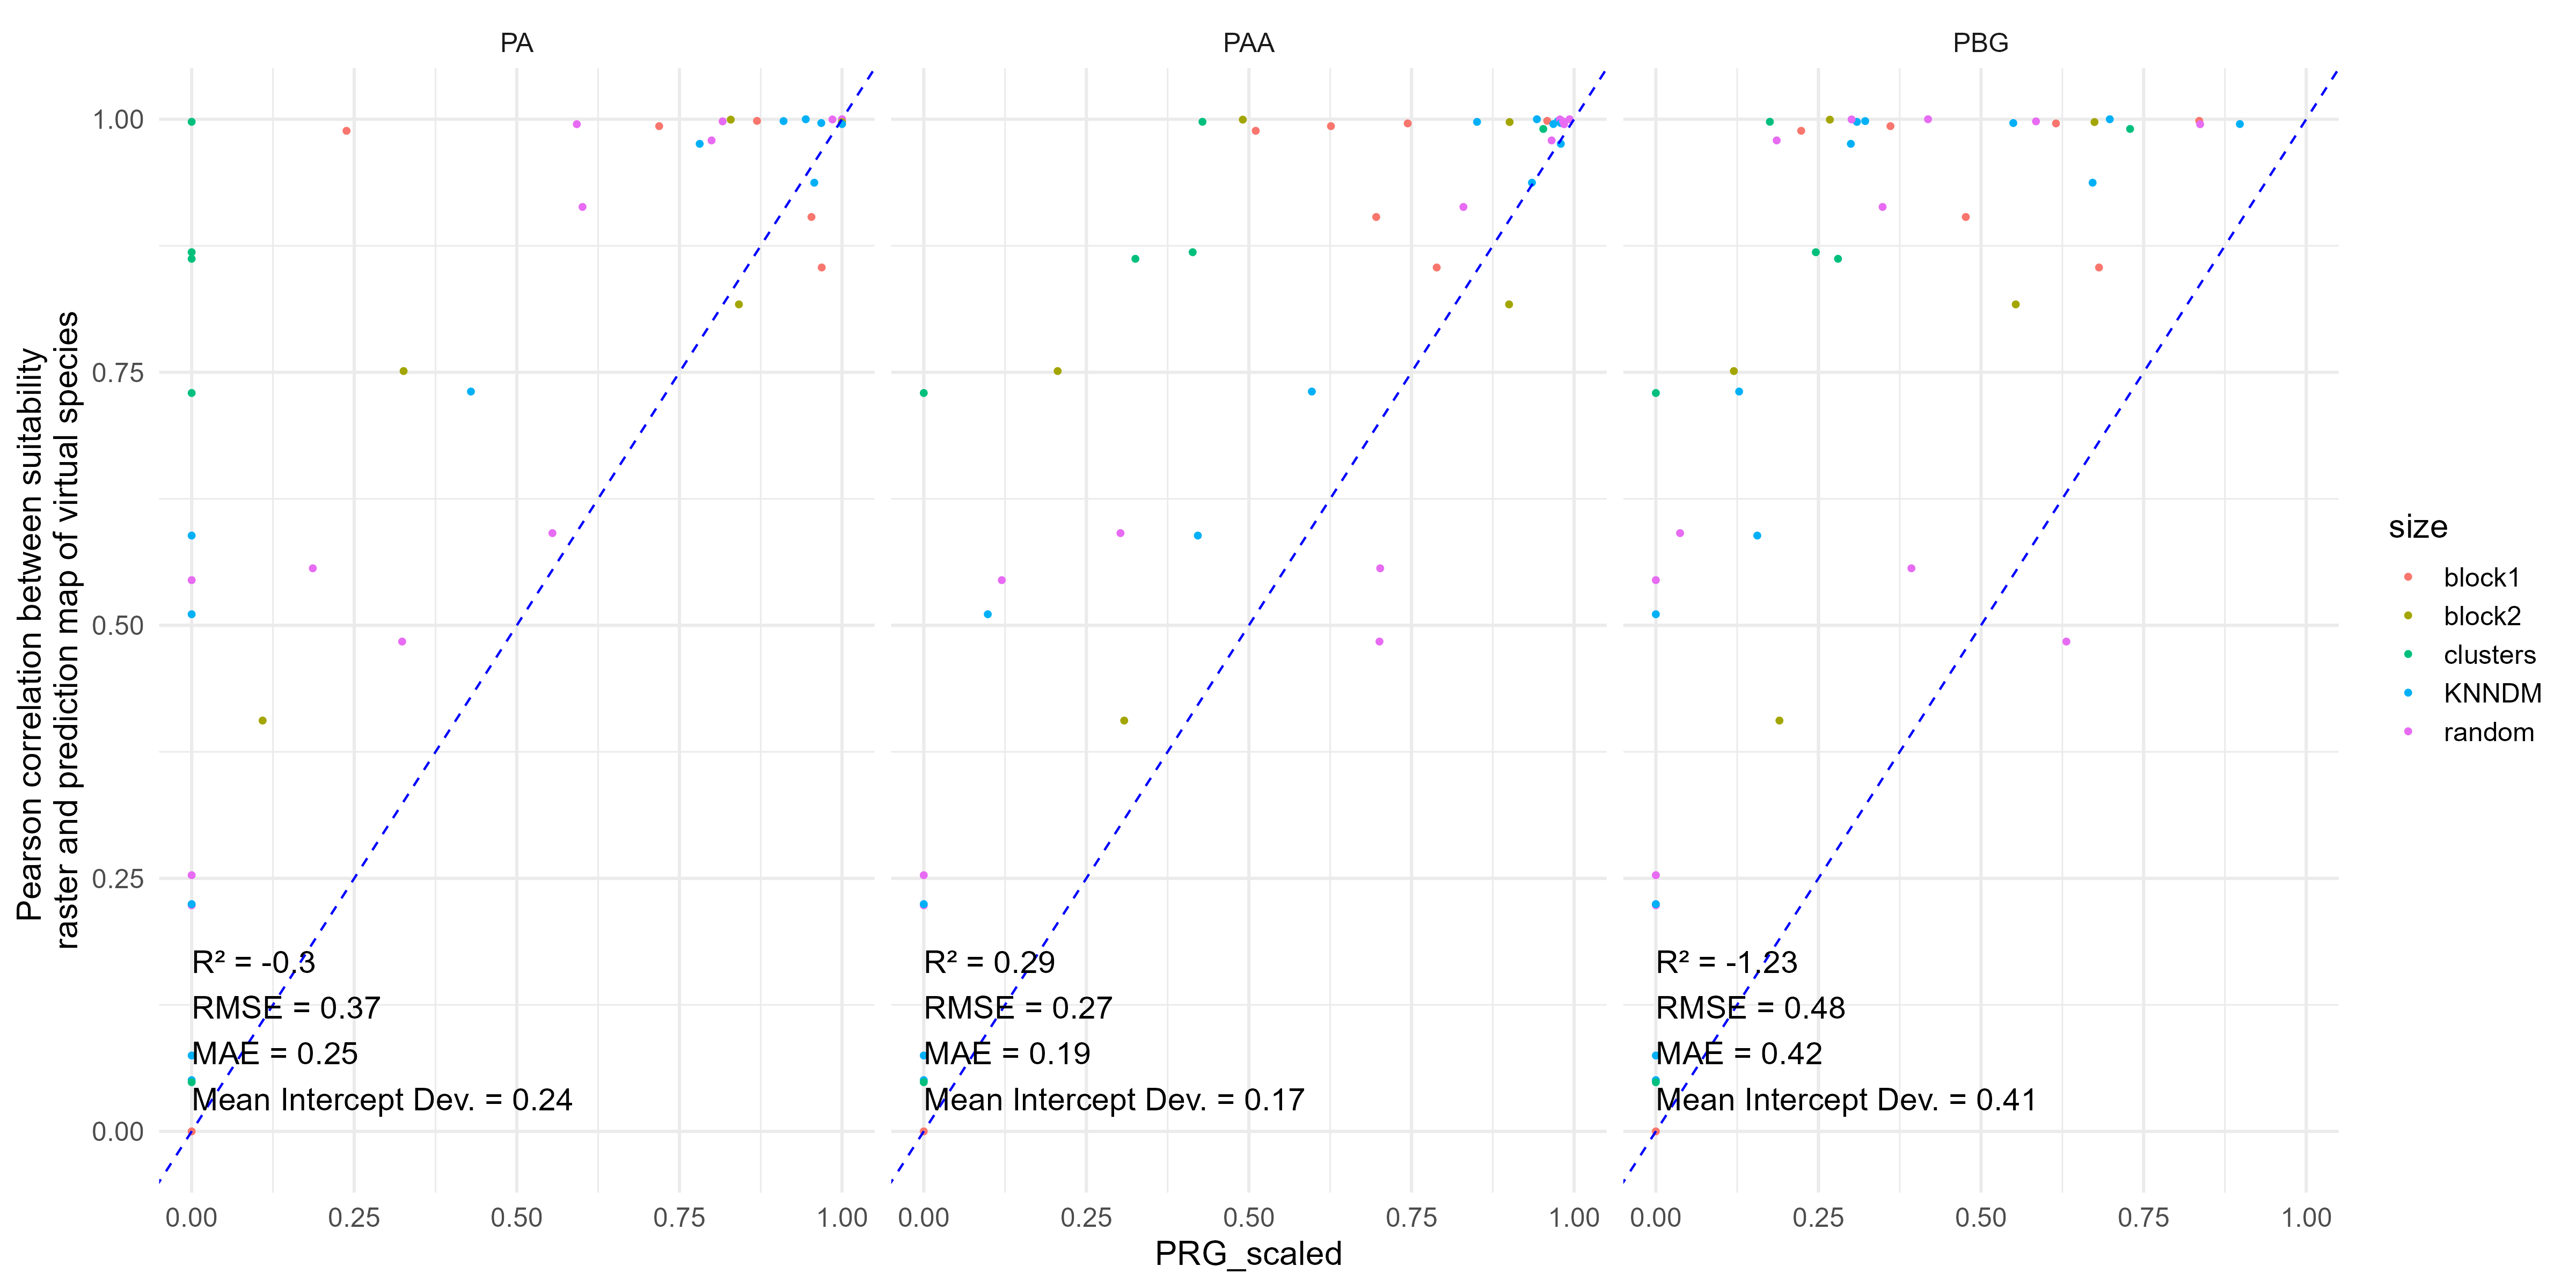 PA
PAA
PBG
Pearson correlation between suitability
raster and prediction map of virtual species
1.00
0.75
0.50
0.25
0.00
R² = -0.3
RMSE = 0.37
MAE = 0.25
Mean Intercept Dev. = 0.24
R² = 0.29
RMSE = 0.27
MAE = 0.19
Mean Intercept Dev. = 0.17
R² = -1.23
RMSE = 0.48
MAE = 0.42
Mean Intercept Dev. = 0.41
0.00 0.25 0.50 0.75 1.00
0.00 0.25 0.50 0.75 1.00
0.00 0.25 0.50 0.75 1.00
PRG_scaled
size
block1
block2
clusters
KNNDM
random